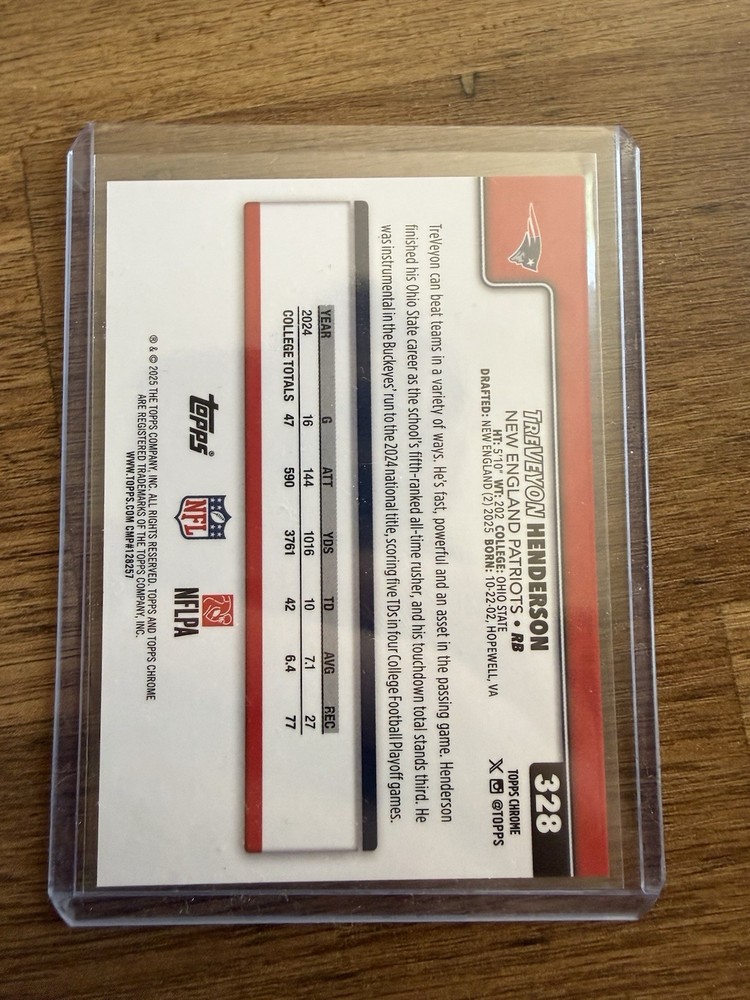 TREVEYON HENDERSON
NEW ENGLAND PATRIOTS • RB
HT: 5'10" WT: 202 COLLEGE: OHIO STATE
DRAFTED: NEW ENGLAND (2) 2025 BORN: 10-22-02, HOPEWELL, VA
328
TOPPS CHROME
@TOPPS
TreVeyon can beat teams in a variety of ways. He's fast, powerful and an asset in the passing game. Henderson
finished his Ohio State career as the school's fifth-ranked all-time rusher, and his touchdown total stands third. He
was instrumental in the Buckeyes' run to the 2024 national title, scoring five TDs in four College Football Playoff games.
YEAR G ATT YDS TD AVG REC
2024 16 144 1016 10 7.1 27
COLLEGE TOTALS 47 590 3761 42 6.4 77
topps®
NFL
NFLPA
® & © 2025 THE TOPPS COMPANY, INC. ALL RIGHTS RESERVED. TOPPS AND TOPPS CHROME
ARE REGISTERED TRADEMARKS OF THE TOPPS COMPANY, INC.
WWW.TOPPS.COM CMP#128257